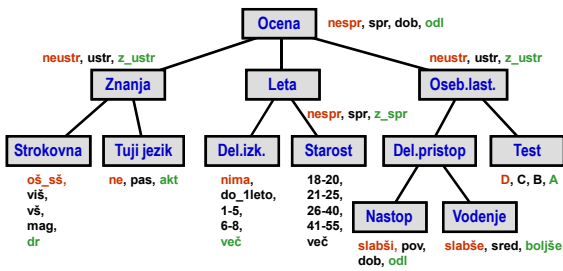 Ocena
nespr, spr, dob, odl
neustr, ustr, z_ustr
neustr, ustr, z_ustr
Znanja
Leta
Oseb.last.
nespr, spr, z_spr
Strokovna
Tuji jezik
Del.izk.
Starost
Del.pristop
Test
oš_sš,
viš,
vš,
mag,
dr
ne, pas, akt
nima,
do_1leto,
1-5,
6-8,
več
18-20,
21-25,
26-40,
41-55,
več
D, C, B, A
Nastop
Vodenje
slabši, pov,
dob, odl
slabše, sred, boljše